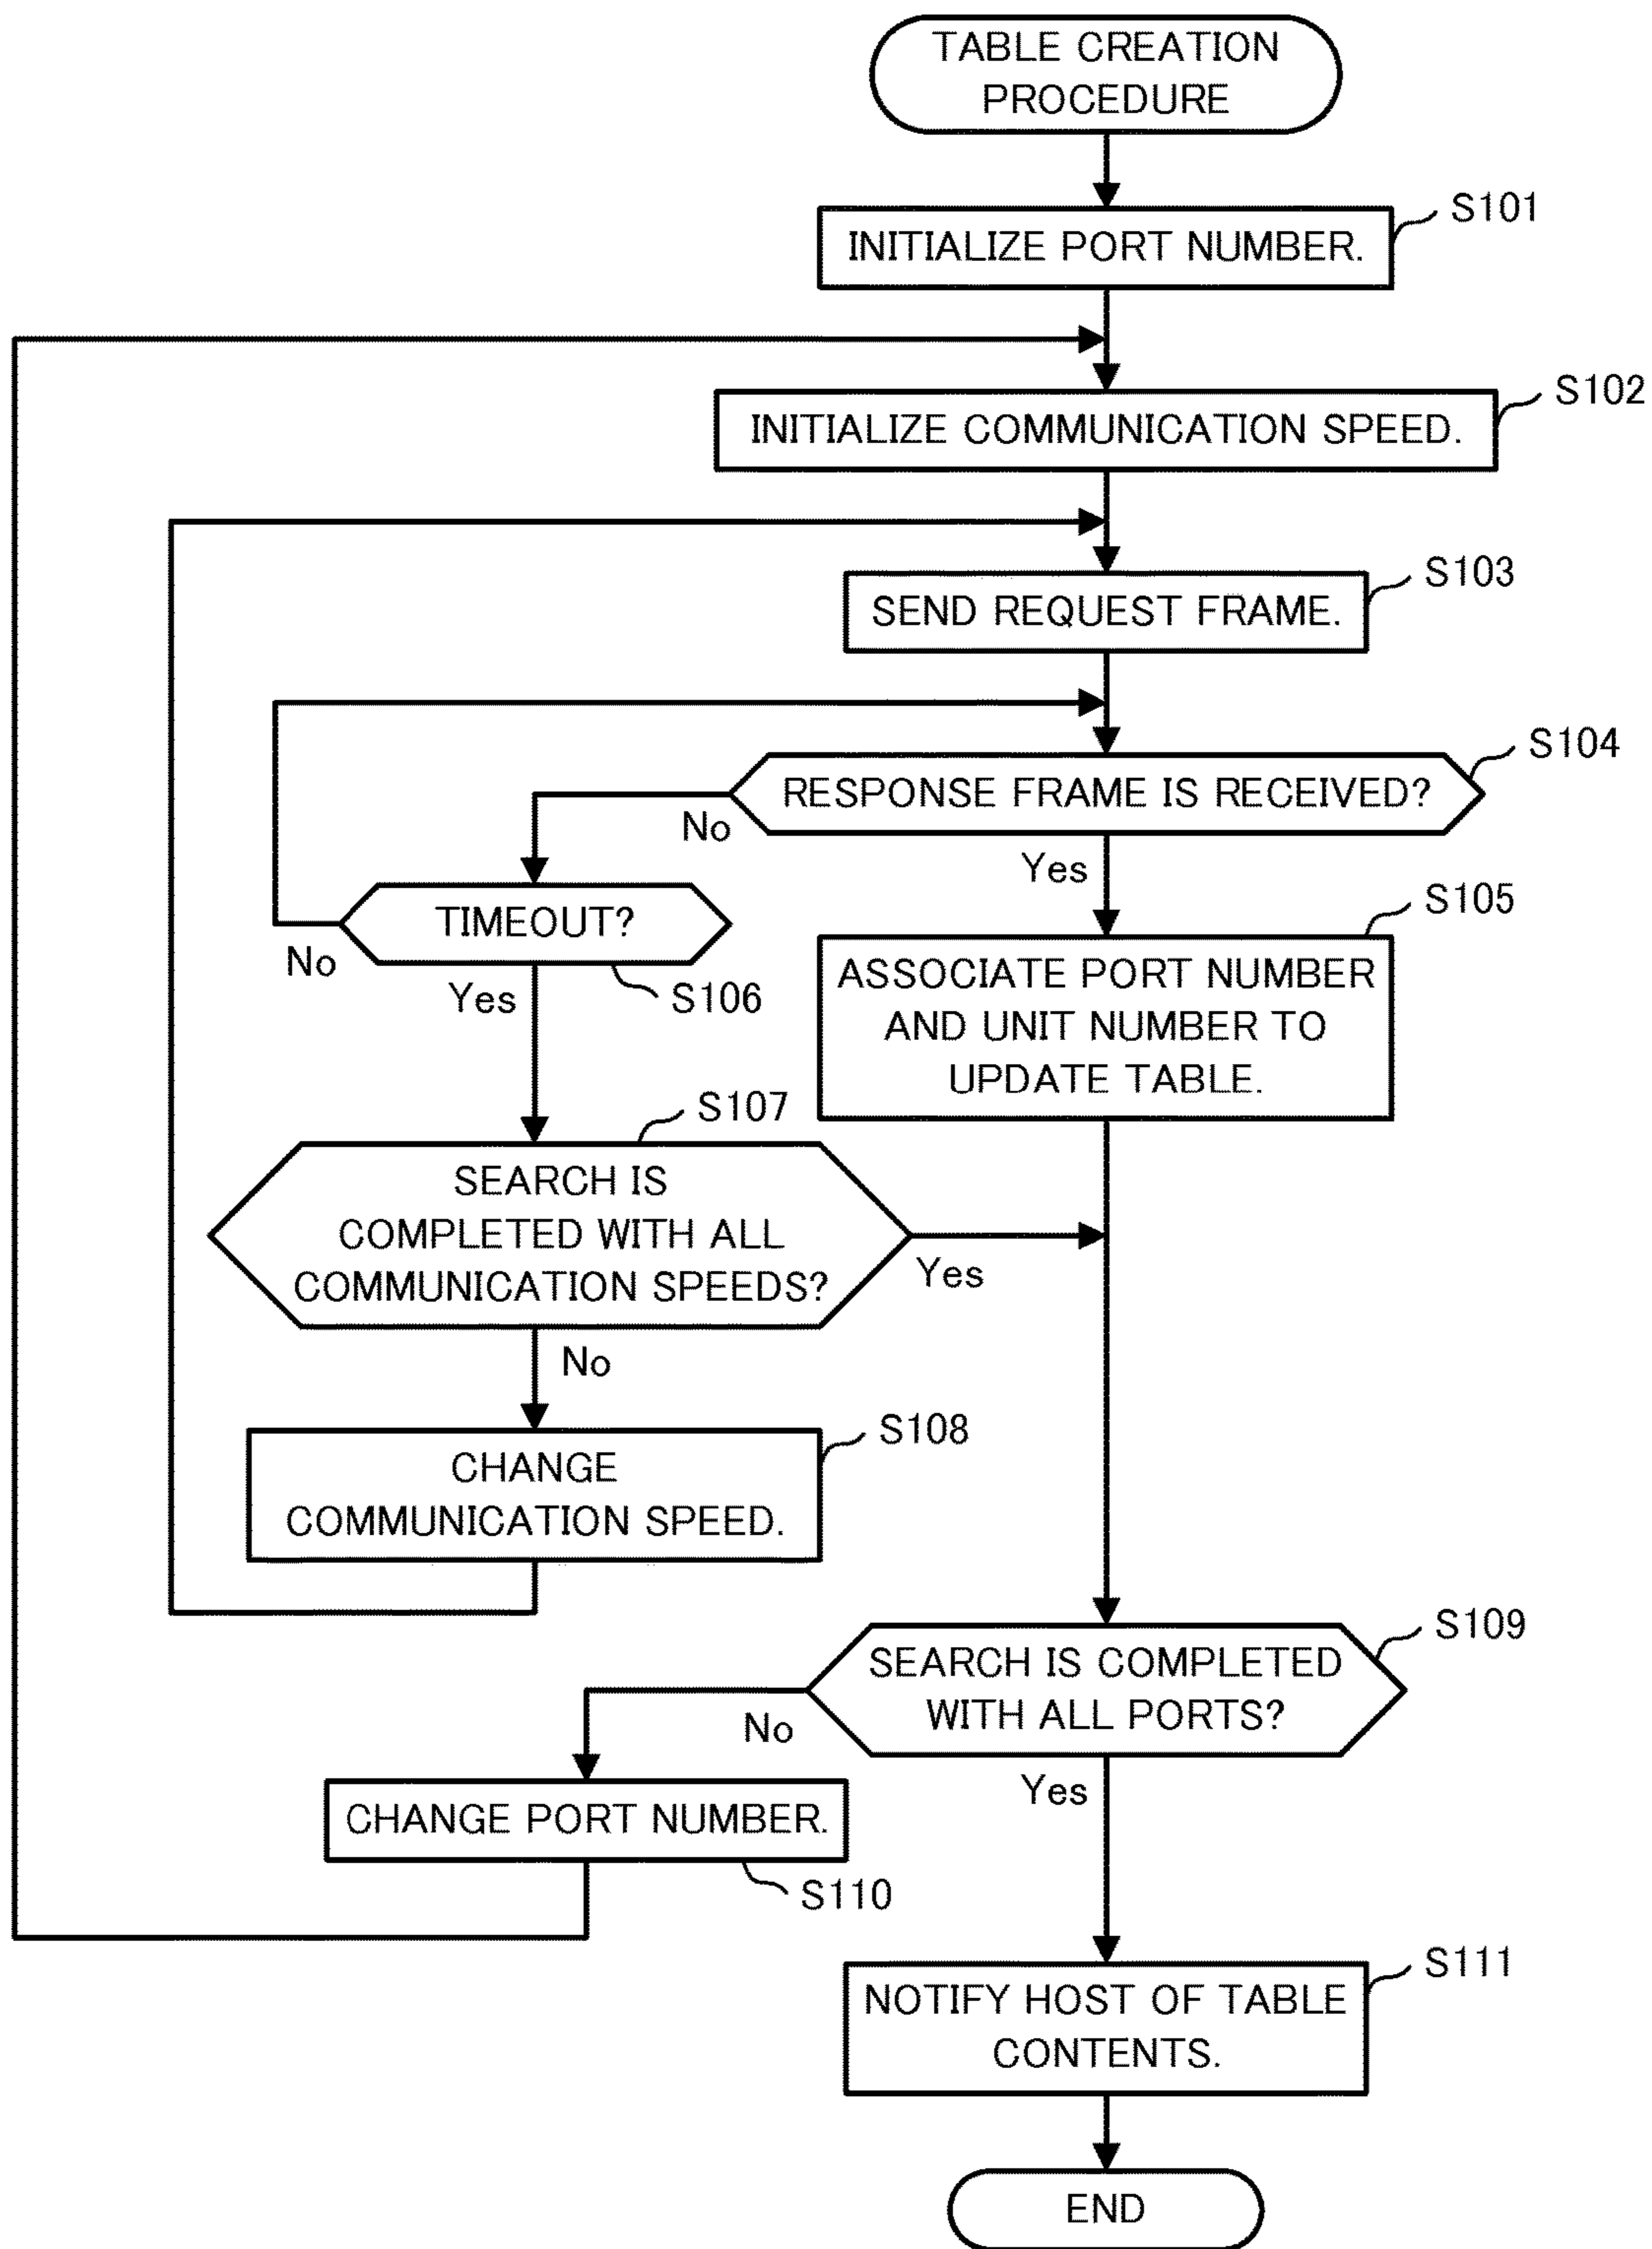 TABLE CREATION
PROCEDURE
S101
INITIALIZE PORT NUMBER.
S102
INITIALIZE COMMUNICATION SPEED.
S103
SEND REQUEST FRAME.
S104
RESPONSE FRAME IS RECEIVED?
No
Yes
TIMEOUT?
No
Yes
S106
S105
ASSOCIATE PORT NUMBER
AND UNIT NUMBER TO
UPDATE TABLE.
S107
SEARCH IS
COMPLETED WITH ALL
COMMUNICATION SPEEDS?
Yes
No
S108
CHANGE
COMMUNICATION SPEED.
S109
SEARCH IS COMPLETED
WITH ALL PORTS?
No
Yes
CHANGE PORT NUMBER.
S110
S111
NOTIFY HOST OF TABLE
CONTENTS.
END